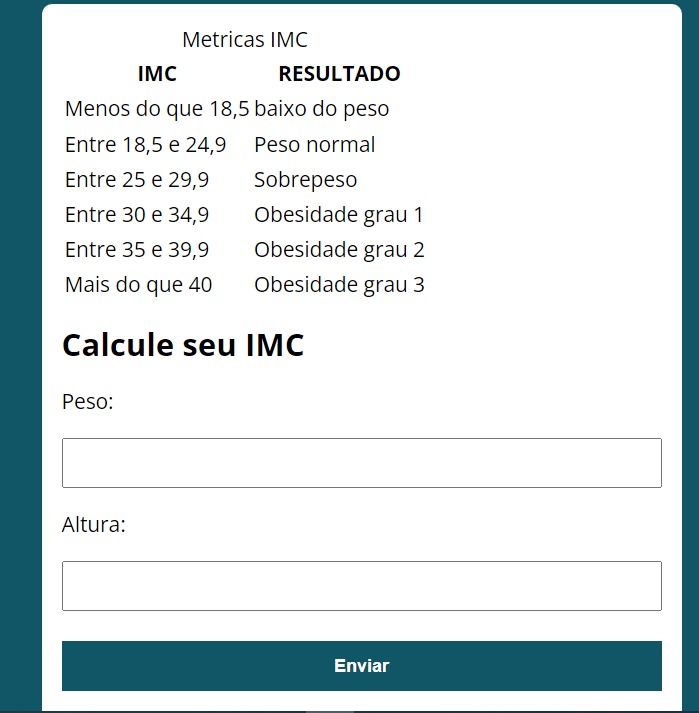 Metricas IMC
IMC RESULTADO
Menos do que 18,5 baixo do peso
Entre 18,5 e 24,9 Peso normal
Entre 25 e 29,9 Sobrepeso
Entre 30 e 34,9 Obesidade grau 1
Entre 35 e 39,9 Obesidade grau 2
Mais do que 40 Obesidade grau 3
Calcule seu IMC
Peso:
Altura:
Enviar